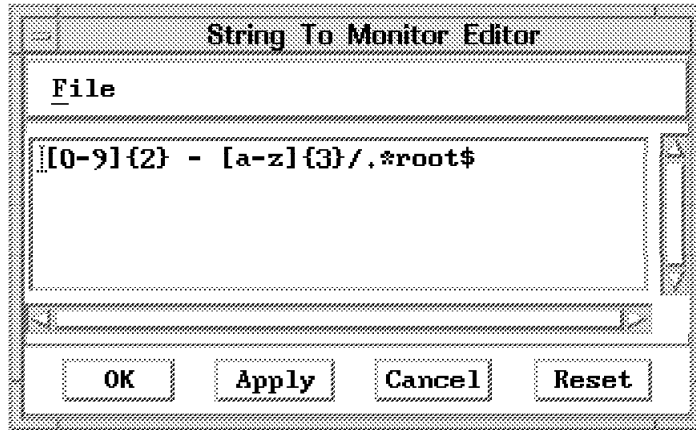 String To Monitor Editor
File
[0-9]{2} - [a-z]{3}/.*root$
OK Apply Cancel Reset